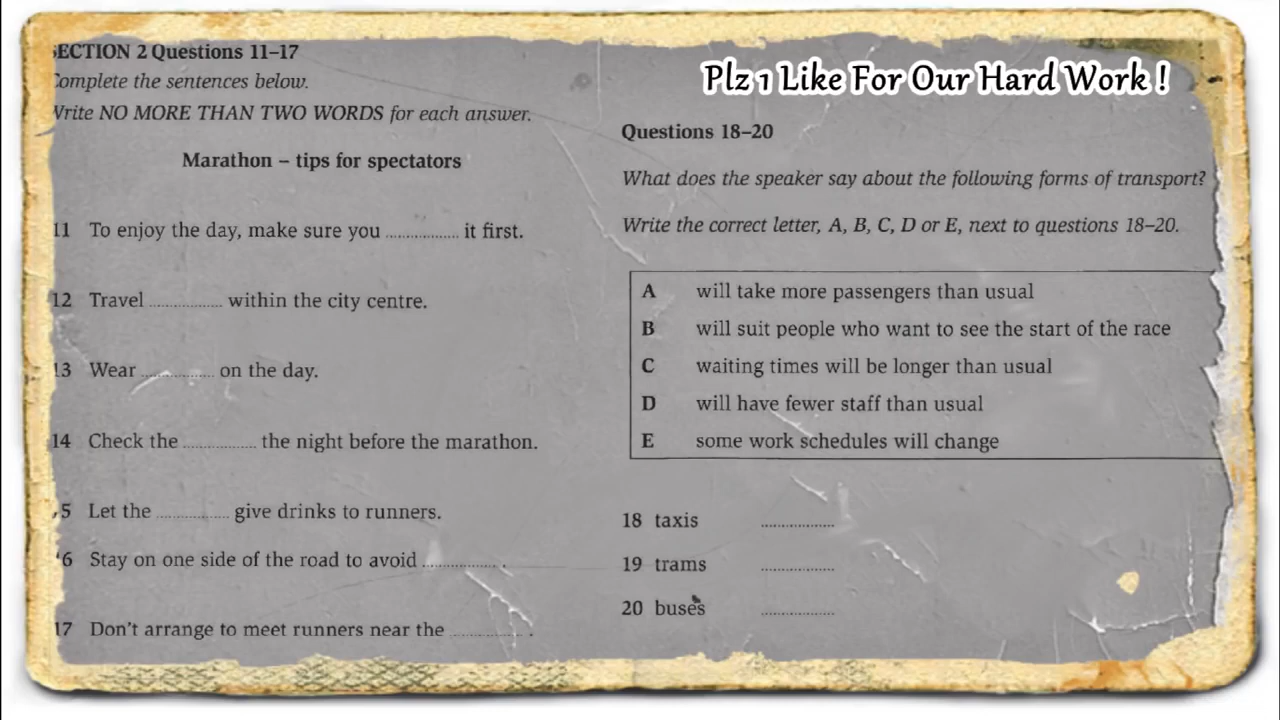 ECTION 2 Questions 11–17
omplete the sentences below.
Write NO MORE THAN TWO WORDS for each answer.
Marathon – tips for spectators
11 To enjoy the day, make sure you ................ it first.
12 Travel ................ within the city centre.
13 Wear ................ on the day.
14 Check the ................ the night before the marathon.
5 Let the ................ give drinks to runners.
6 Stay on one side of the road to avoid ................ .
17 Don't arrange to meet runners near the ................ .
Plz 1 Like For Our Hard Work !
Questions 18–20
What does the speaker say about the following forms of transport?
Write the correct letter, A, B, C, D or E, next to questions 18–20.
A will take more passengers than usual
B will suit people who want to see the start of the race
C waiting times will be longer than usual
D will have fewer staff than usual
E some work schedules will change
18 taxis ................
19 trams ................
20 buses ................